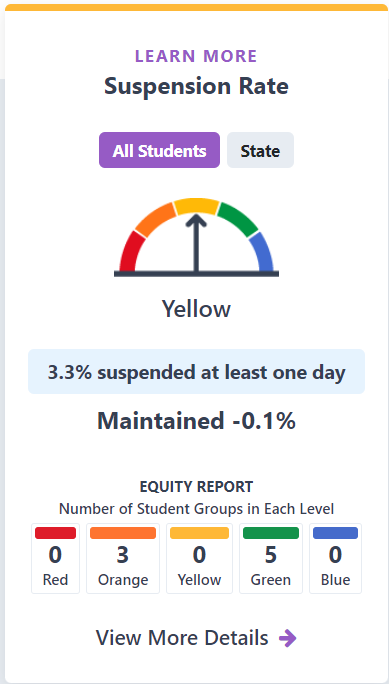 LEARN MORE
Suspension Rate
All Students State
Yellow
3.3% suspended at least one day
Maintained -0.1%
EQUITY REPORT
Number of Student Groups in Each Level
0 3 0 5 0
Red Orange Yellow Green Blue
View More Details